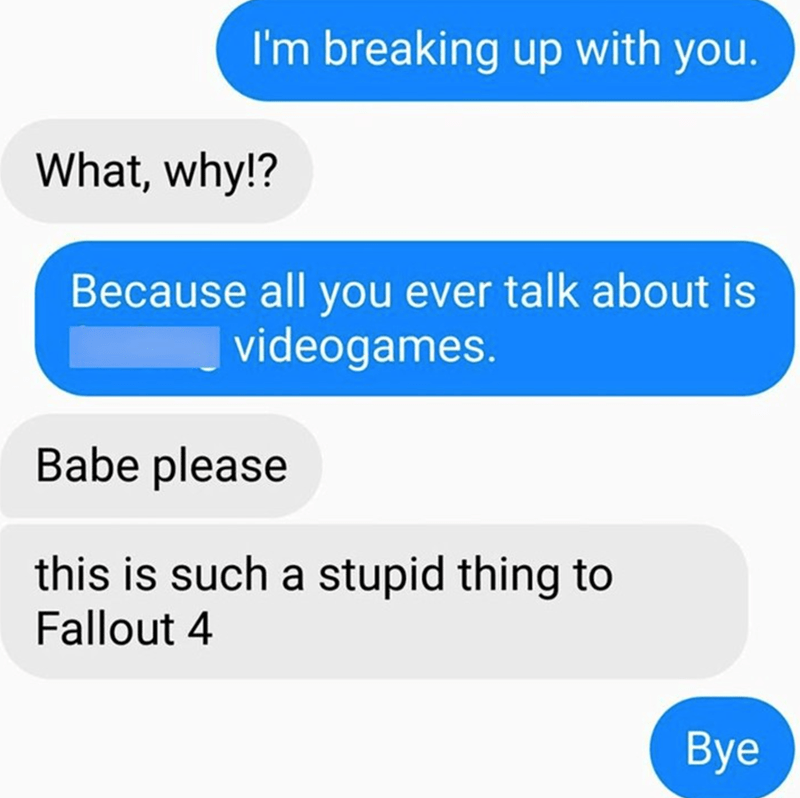 I'm breaking up with you.
What, why!?
Because all you ever talk about is
videogames.
Babe please
this is such a stupid thing to
Fallout 4
Bye